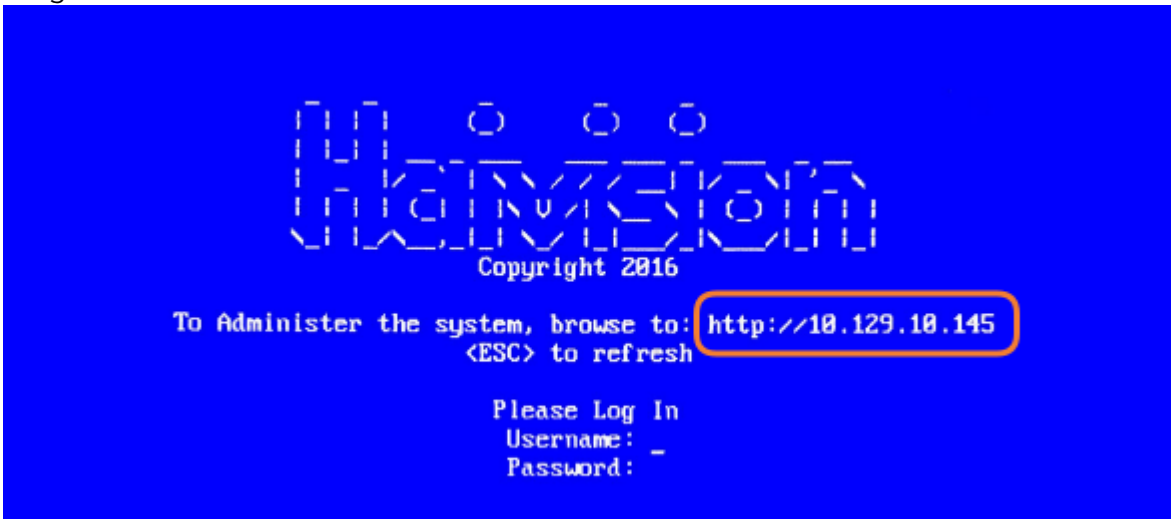 Haivision
Copyright 2016
To Administer the system, browse to: http://10.129.10.145
<ESC> to refresh
Please Log In
Username: _
Password: